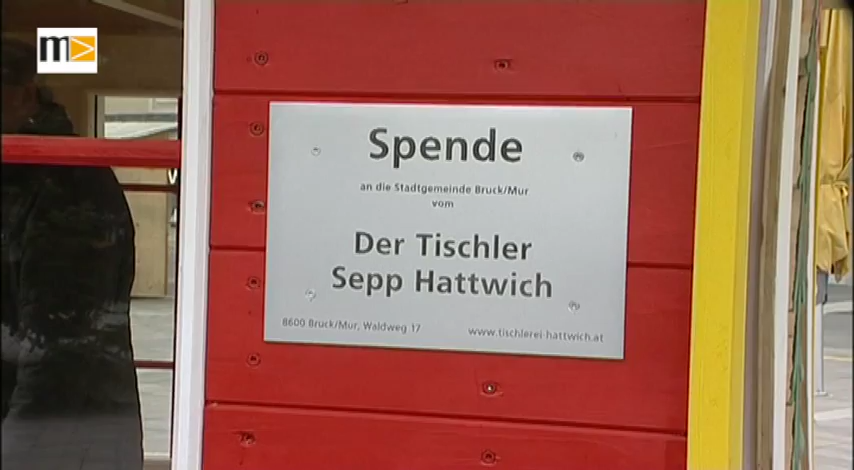 m
Spende
an die Stadtgemeinde Bruck/Mur
vom
Der Tischler
Sepp Hattwich
8600 Bruck/Mur, Waldweg 17
www.tischlerei-hattwich.at